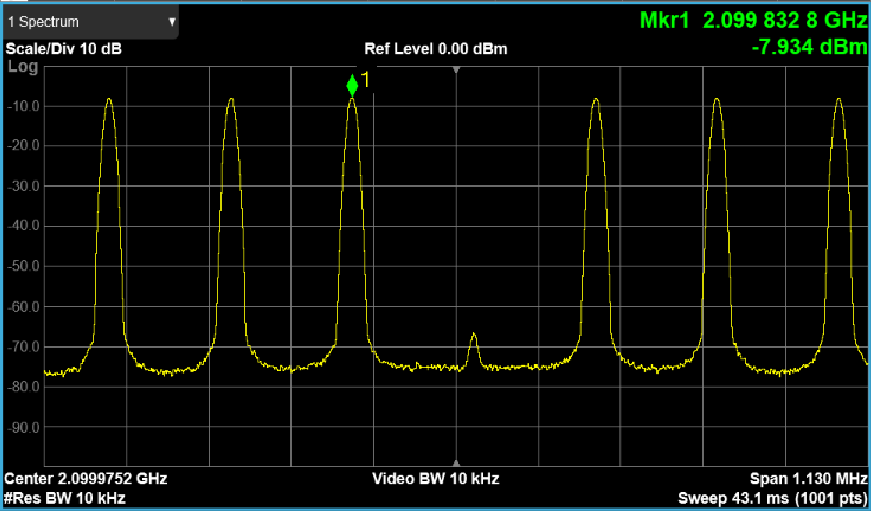 1 Spectrum ▼
Mkr1 2.099 832 8 GHz
-7.934 dBm
Scale/Div 10 dB
Ref Level 0.00 dBm
Log
1
-10.0
-20.0
-30.0
-40.0
-50.0
-60.0
-70.0
-80.0
-90.0
Center 2.0999752 GHz
Video BW 10 kHz
Span 1.130 MHz
#Res BW 10 kHz
Sweep 43.1 ms (1001 pts)